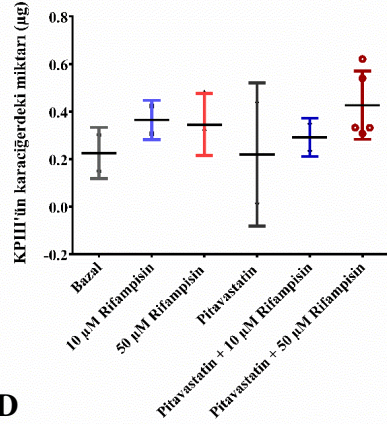 KPIII'ün karaciğerdeki miktarı (µg)
0.8
0.6
0.4
0.2
0.0
-0.2
Bazal
10 µM Rifampisin
50 µM Rifampisin
Pitavastatin
Pitavastatin + 10 µM Rifampisin
Pitavastatin + 50 µM Rifampisin
D